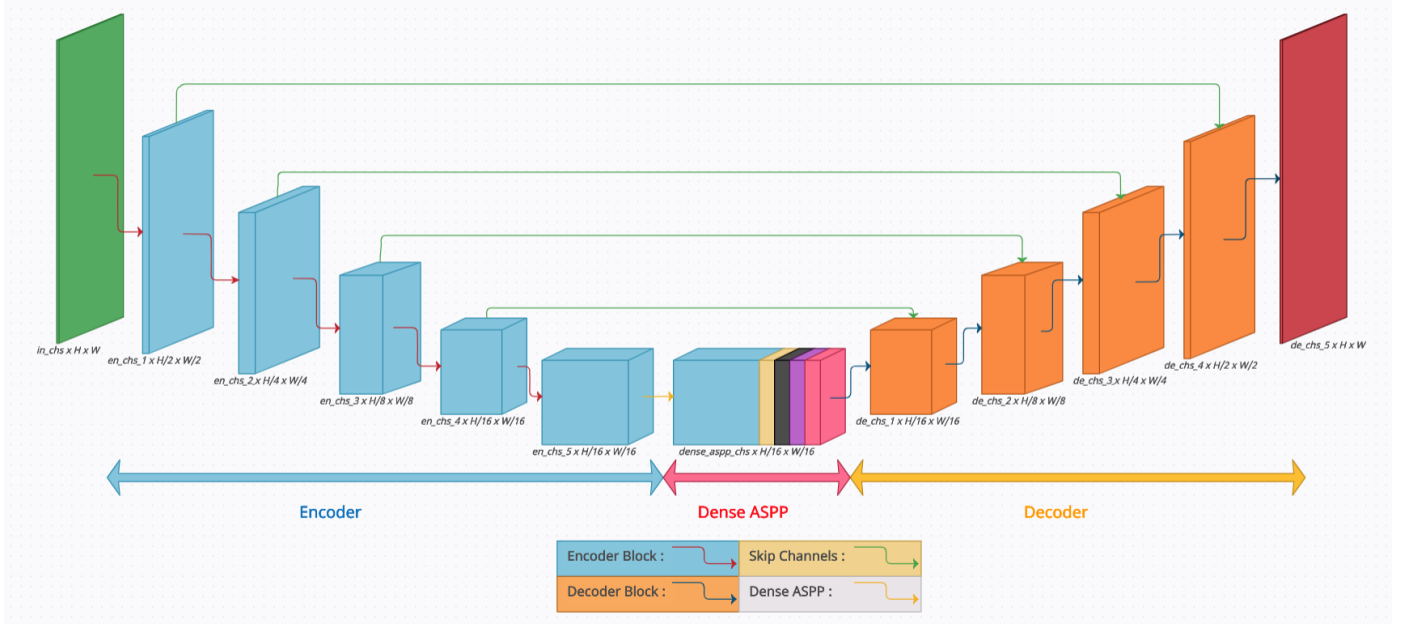 in_chs x H x W
en_chs_1 x H/2 x W/2
en_chs_2 x H/4 x W/4
en_chs_3 x H/8 x W/8
en_chs_4 x H/16 x W/16
en_chs_5 x H/16 x W/16
dense_aspp_chs x H/16 x W/16
de_chs_1 x H/16 x W/16
de_chs_2 x H/8 x W/8
de_chs_3 x H/4 x W/4
de_chs_4 x H/2 x W/2
de_chs_5 x H x W
Encoder
Dense ASPP
Decoder
Encoder Block :
Skip Channels :
Decoder Block :
Dense ASPP :